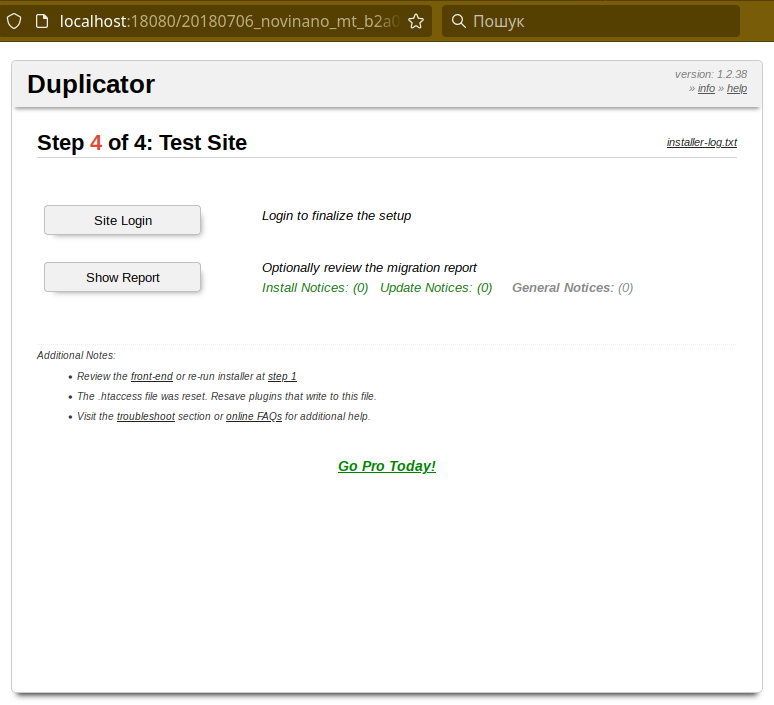 localhost:18080/20180706_novinano_mt_b2a0
Пошук
Duplicator
version: 1.2.38
» info » help
Step 4 of 4: Test Site
installer-log.txt
Site Login
Login to finalize the setup
Show Report
Optionally review the migration report
Install Notices: (0) Update Notices: (0) General Notices: (0)
Additional Notes:
• Review the front-end or re-run installer at step 1
• The .htaccess file was reset. Resave plugins that write to this file.
• Visit the troubleshoot section or online FAQs for additional help.
Go Pro Today!